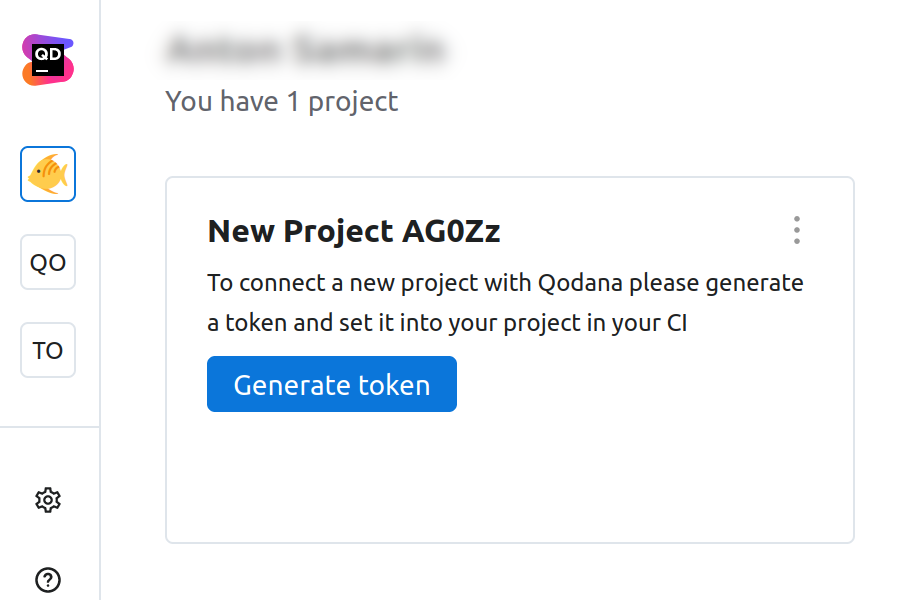 QD
You have 1 project
QO
TO
New Project AG0Zz
To connect a new project with Qodana please generate
a token and set it into your project in your CI
Generate token